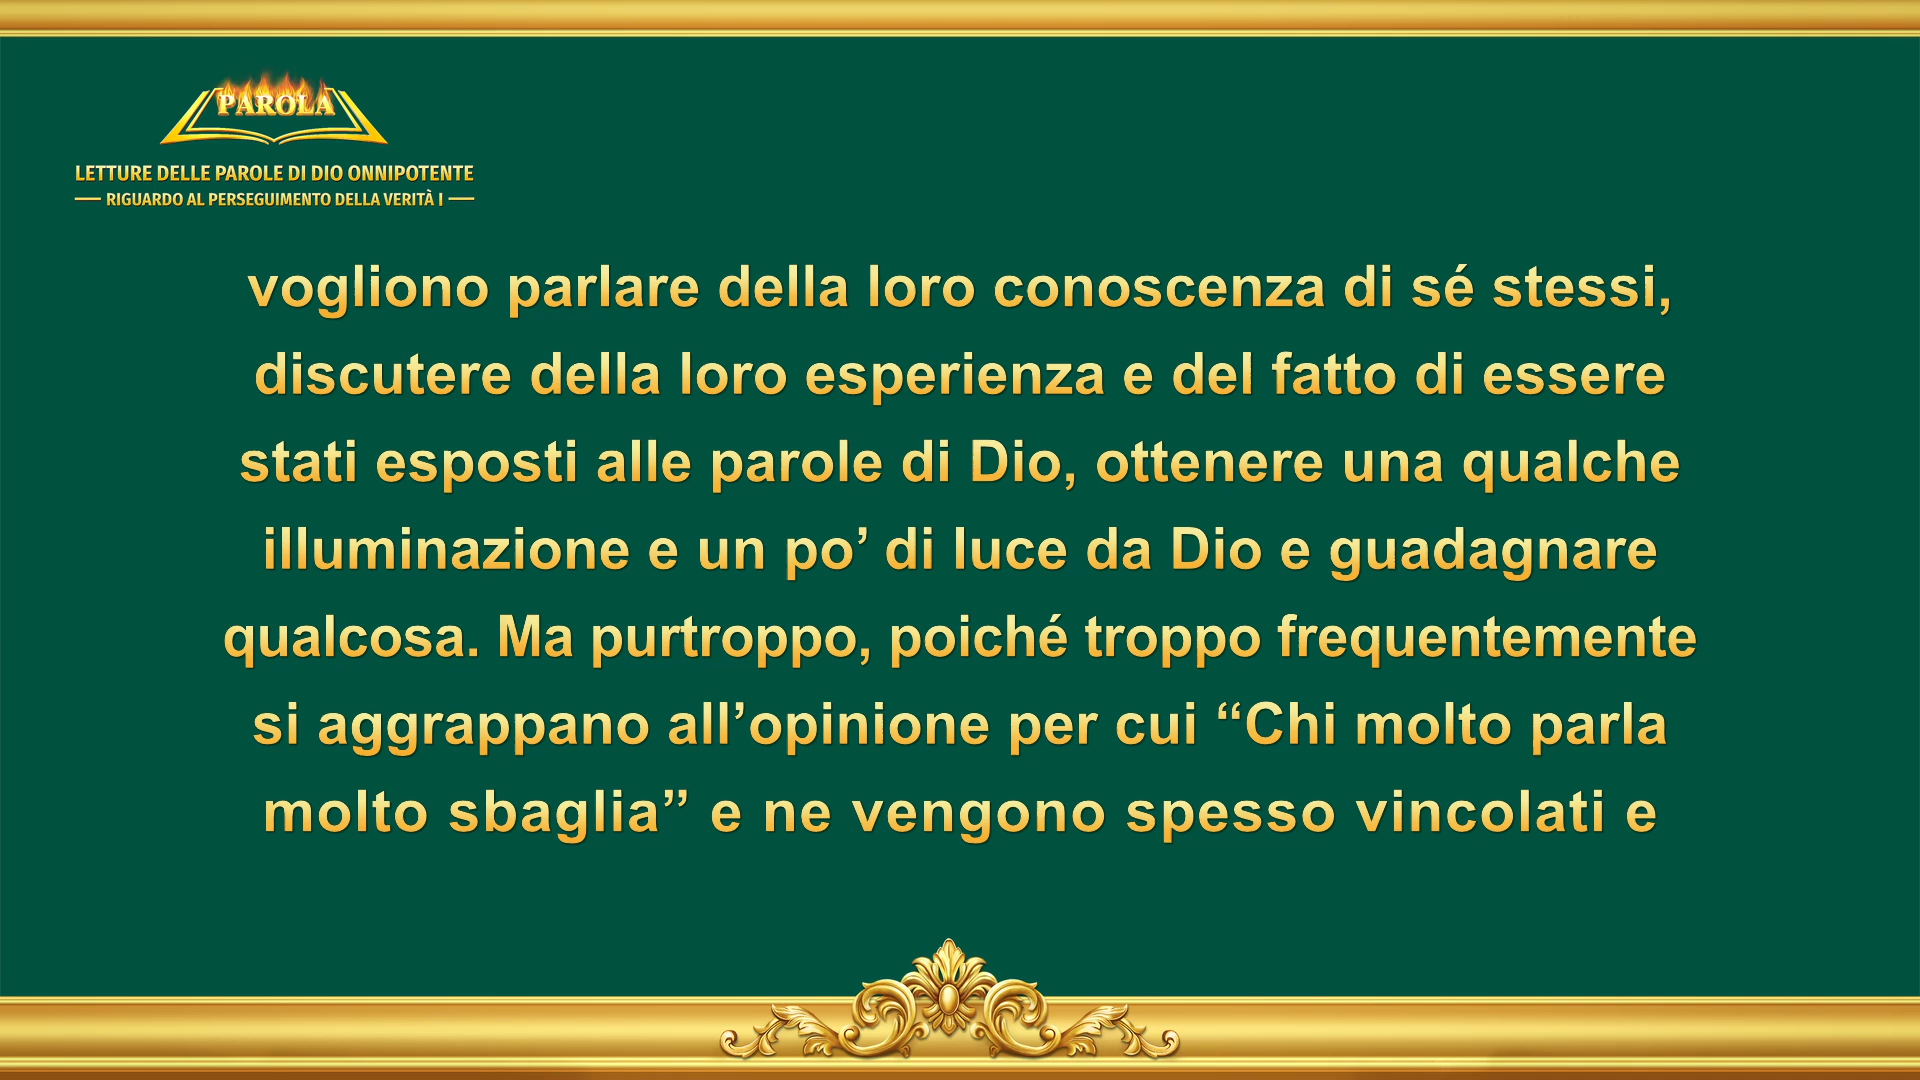 PAROLA
LETTURE DELLE PAROLE DI DIO ONNIPOTENTE
RIGUARDO AL PERSEGUIMENTO DELLA VERITÀ I
vogliono parlare della loro conoscenza di sé stessi,
discutere della loro esperienza e del fatto di essere
stati esposti alle parole di Dio, ottenere una qualche
illuminazione e un po’ di luce da Dio e guadagnare
qualcosa. Ma purtroppo, poiché troppo frequentemente
si aggrappano all’opinione per cui “Chi molto parla
molto sbaglia” e ne vengono spesso vincolati e